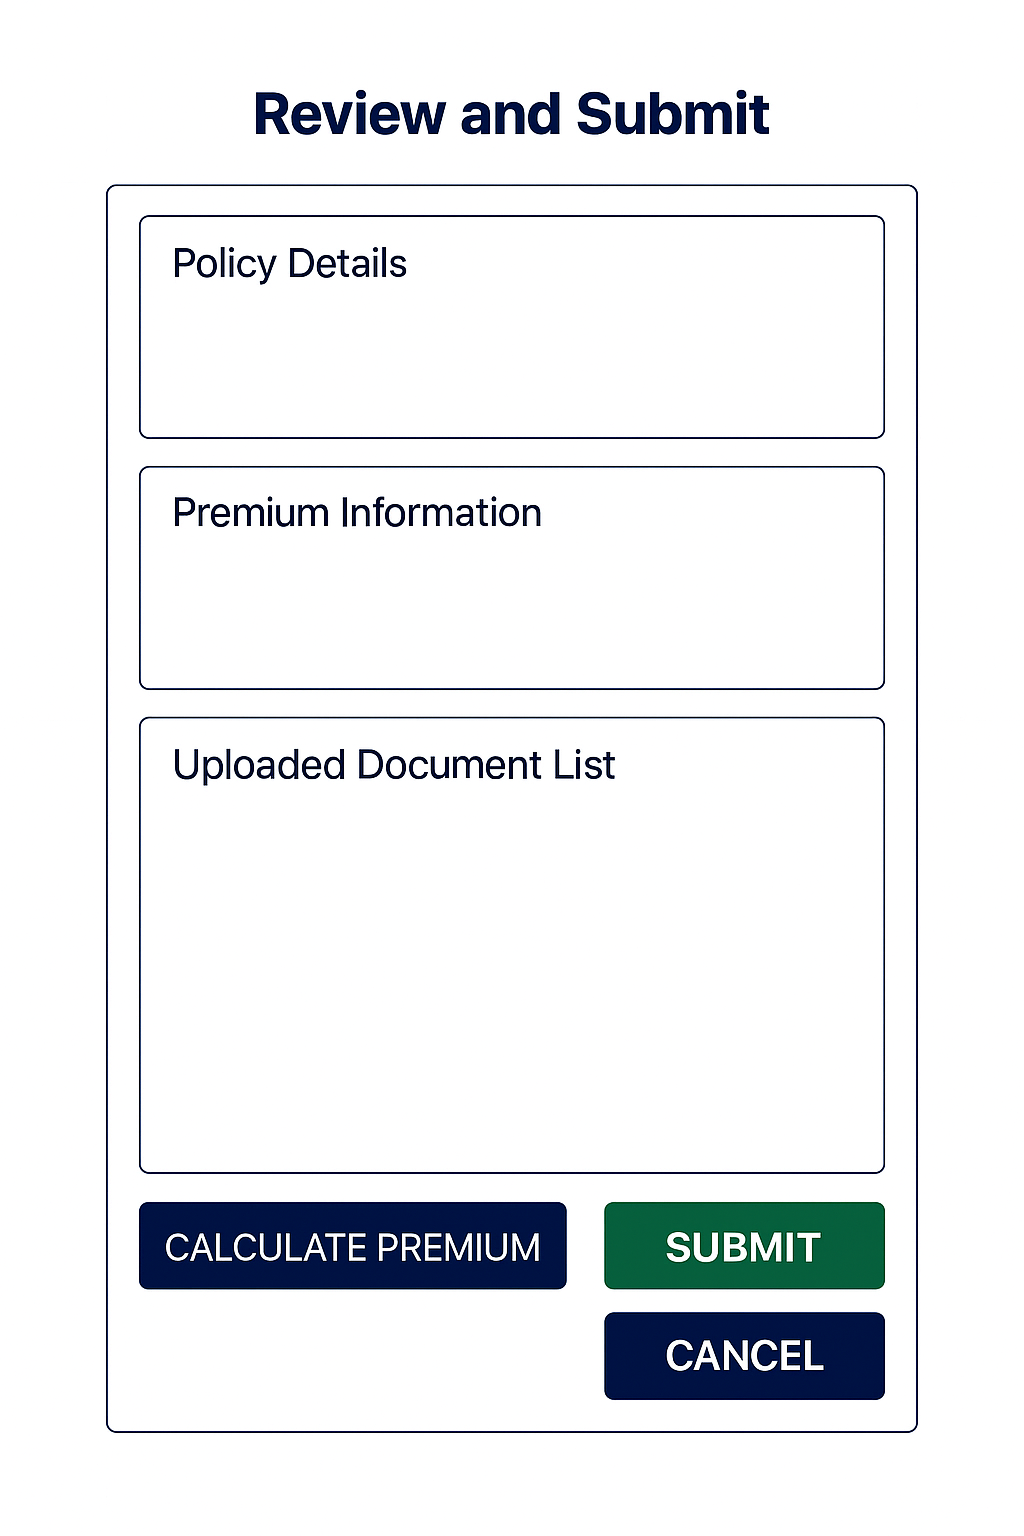 Review and Submit
Policy Details
Premium Information
Uploaded Document List
CALCULATE PREMIUM
SUBMIT
CANCEL